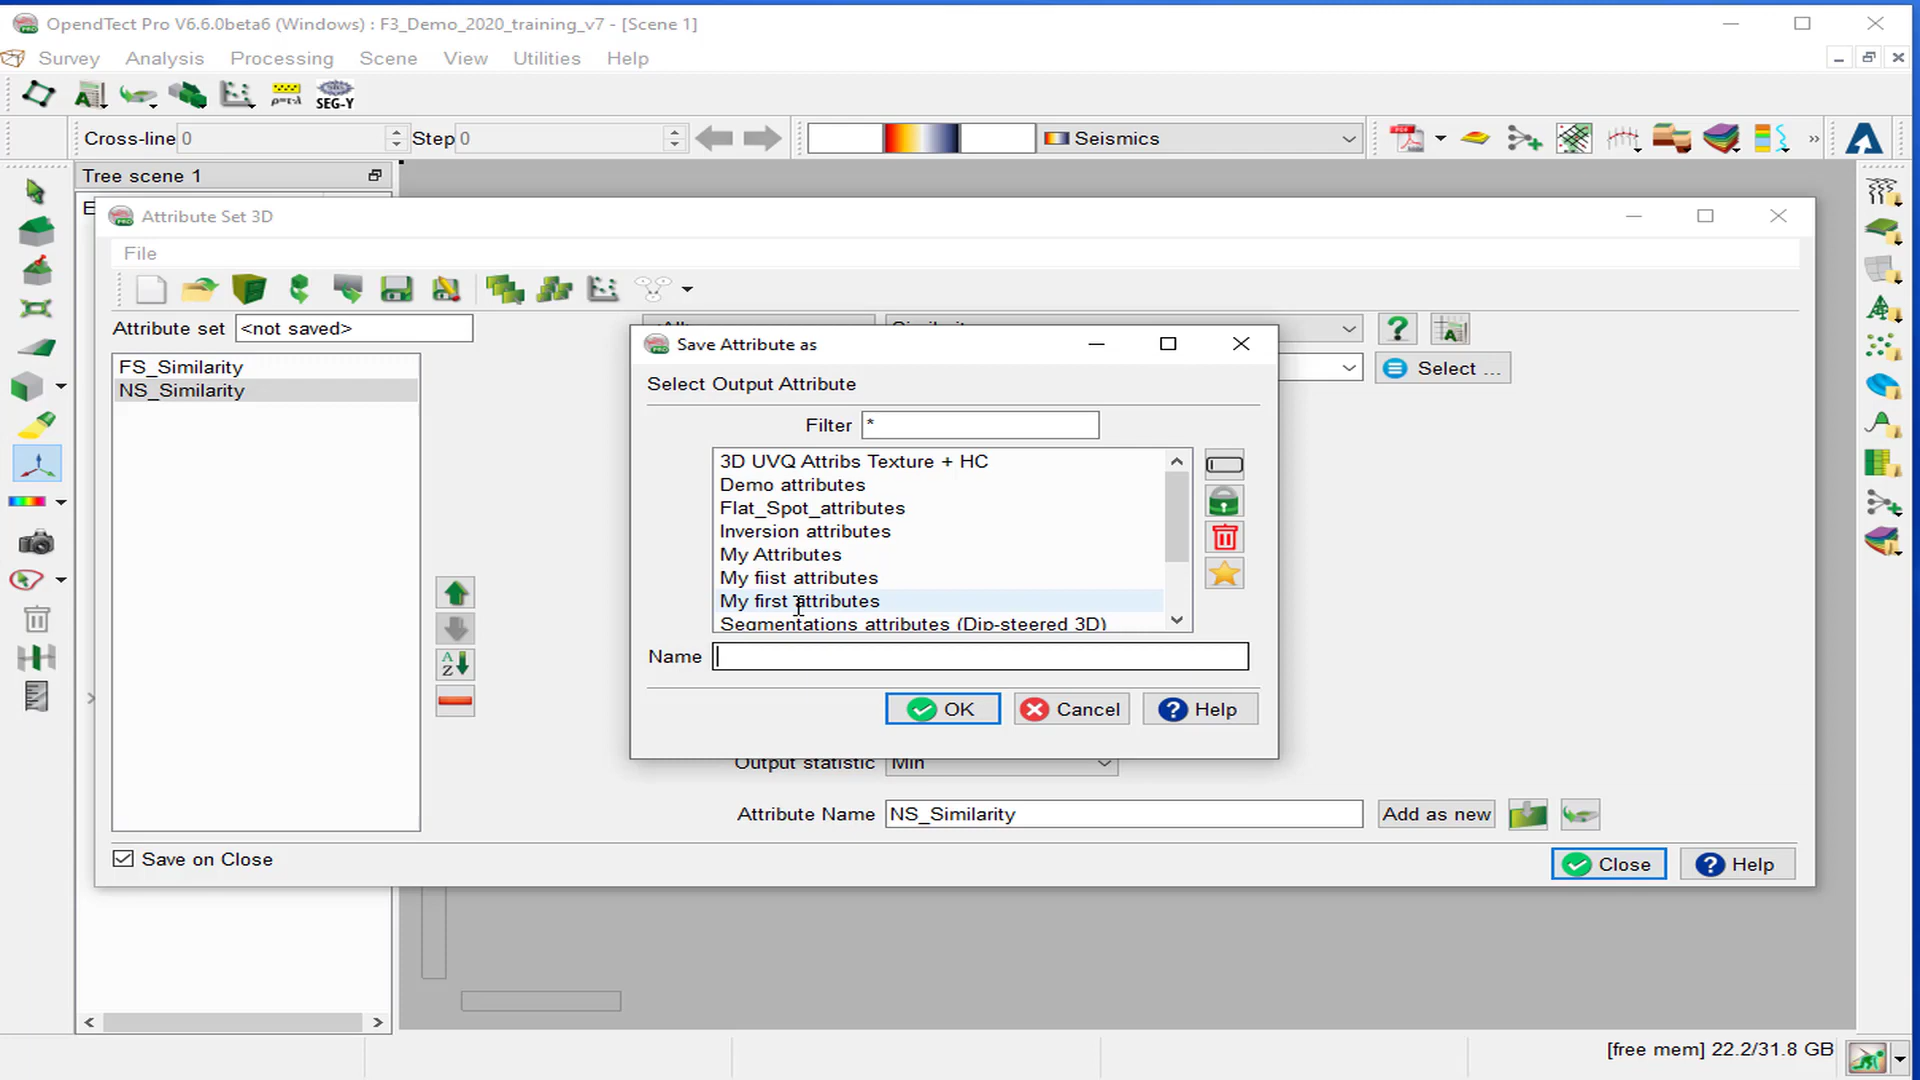 OpendTect Pro V6.6.0beta6 (Windows) : F3_Demo_2020_training_v7 - [Scene 1]
Survey Analysis Processing Scene View Utilities Help
ρ=τ·λ SEG-Y
Cross-line 0 Step 0 Seismics PDF »
Tree scene 1
E
Attribute Set 3D
File
Attribute set <not saved>
FS_Similarity
NS_Similarity
Save Attribute as
Select ...
Select Output Attribute
Filter *
3D UVQ Attribs Texture + HC
Demo attributes
Flat_Spot_attributes
Inversion attributes
My Attributes
My fiist attributes
My first attributes
Segmentations attributes (Dip-steered 3D)
Name
OK Cancel Help
Output statistic Min
Attribute Name NS_Similarity Add as new
Save on Close
Close Help
[free mem] 22.2/31.8 GB